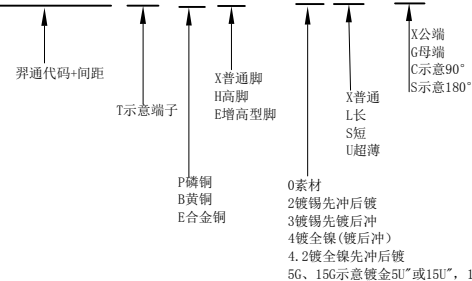 X公端
G母端
C示意90°
S示意180°
羿通代码+间距
X普通脚
H高脚
E增高型脚
X普通
L长
S短
U超薄
T示意端子
P磷铜
B黄铜
E合金铜
0素材
2镀锡先冲后镀
3镀锡先镀后冲
4镀全镍(镀后冲)
4.2镀全镍先冲后镀
5G、15G示意镀金5U"或15U", 1